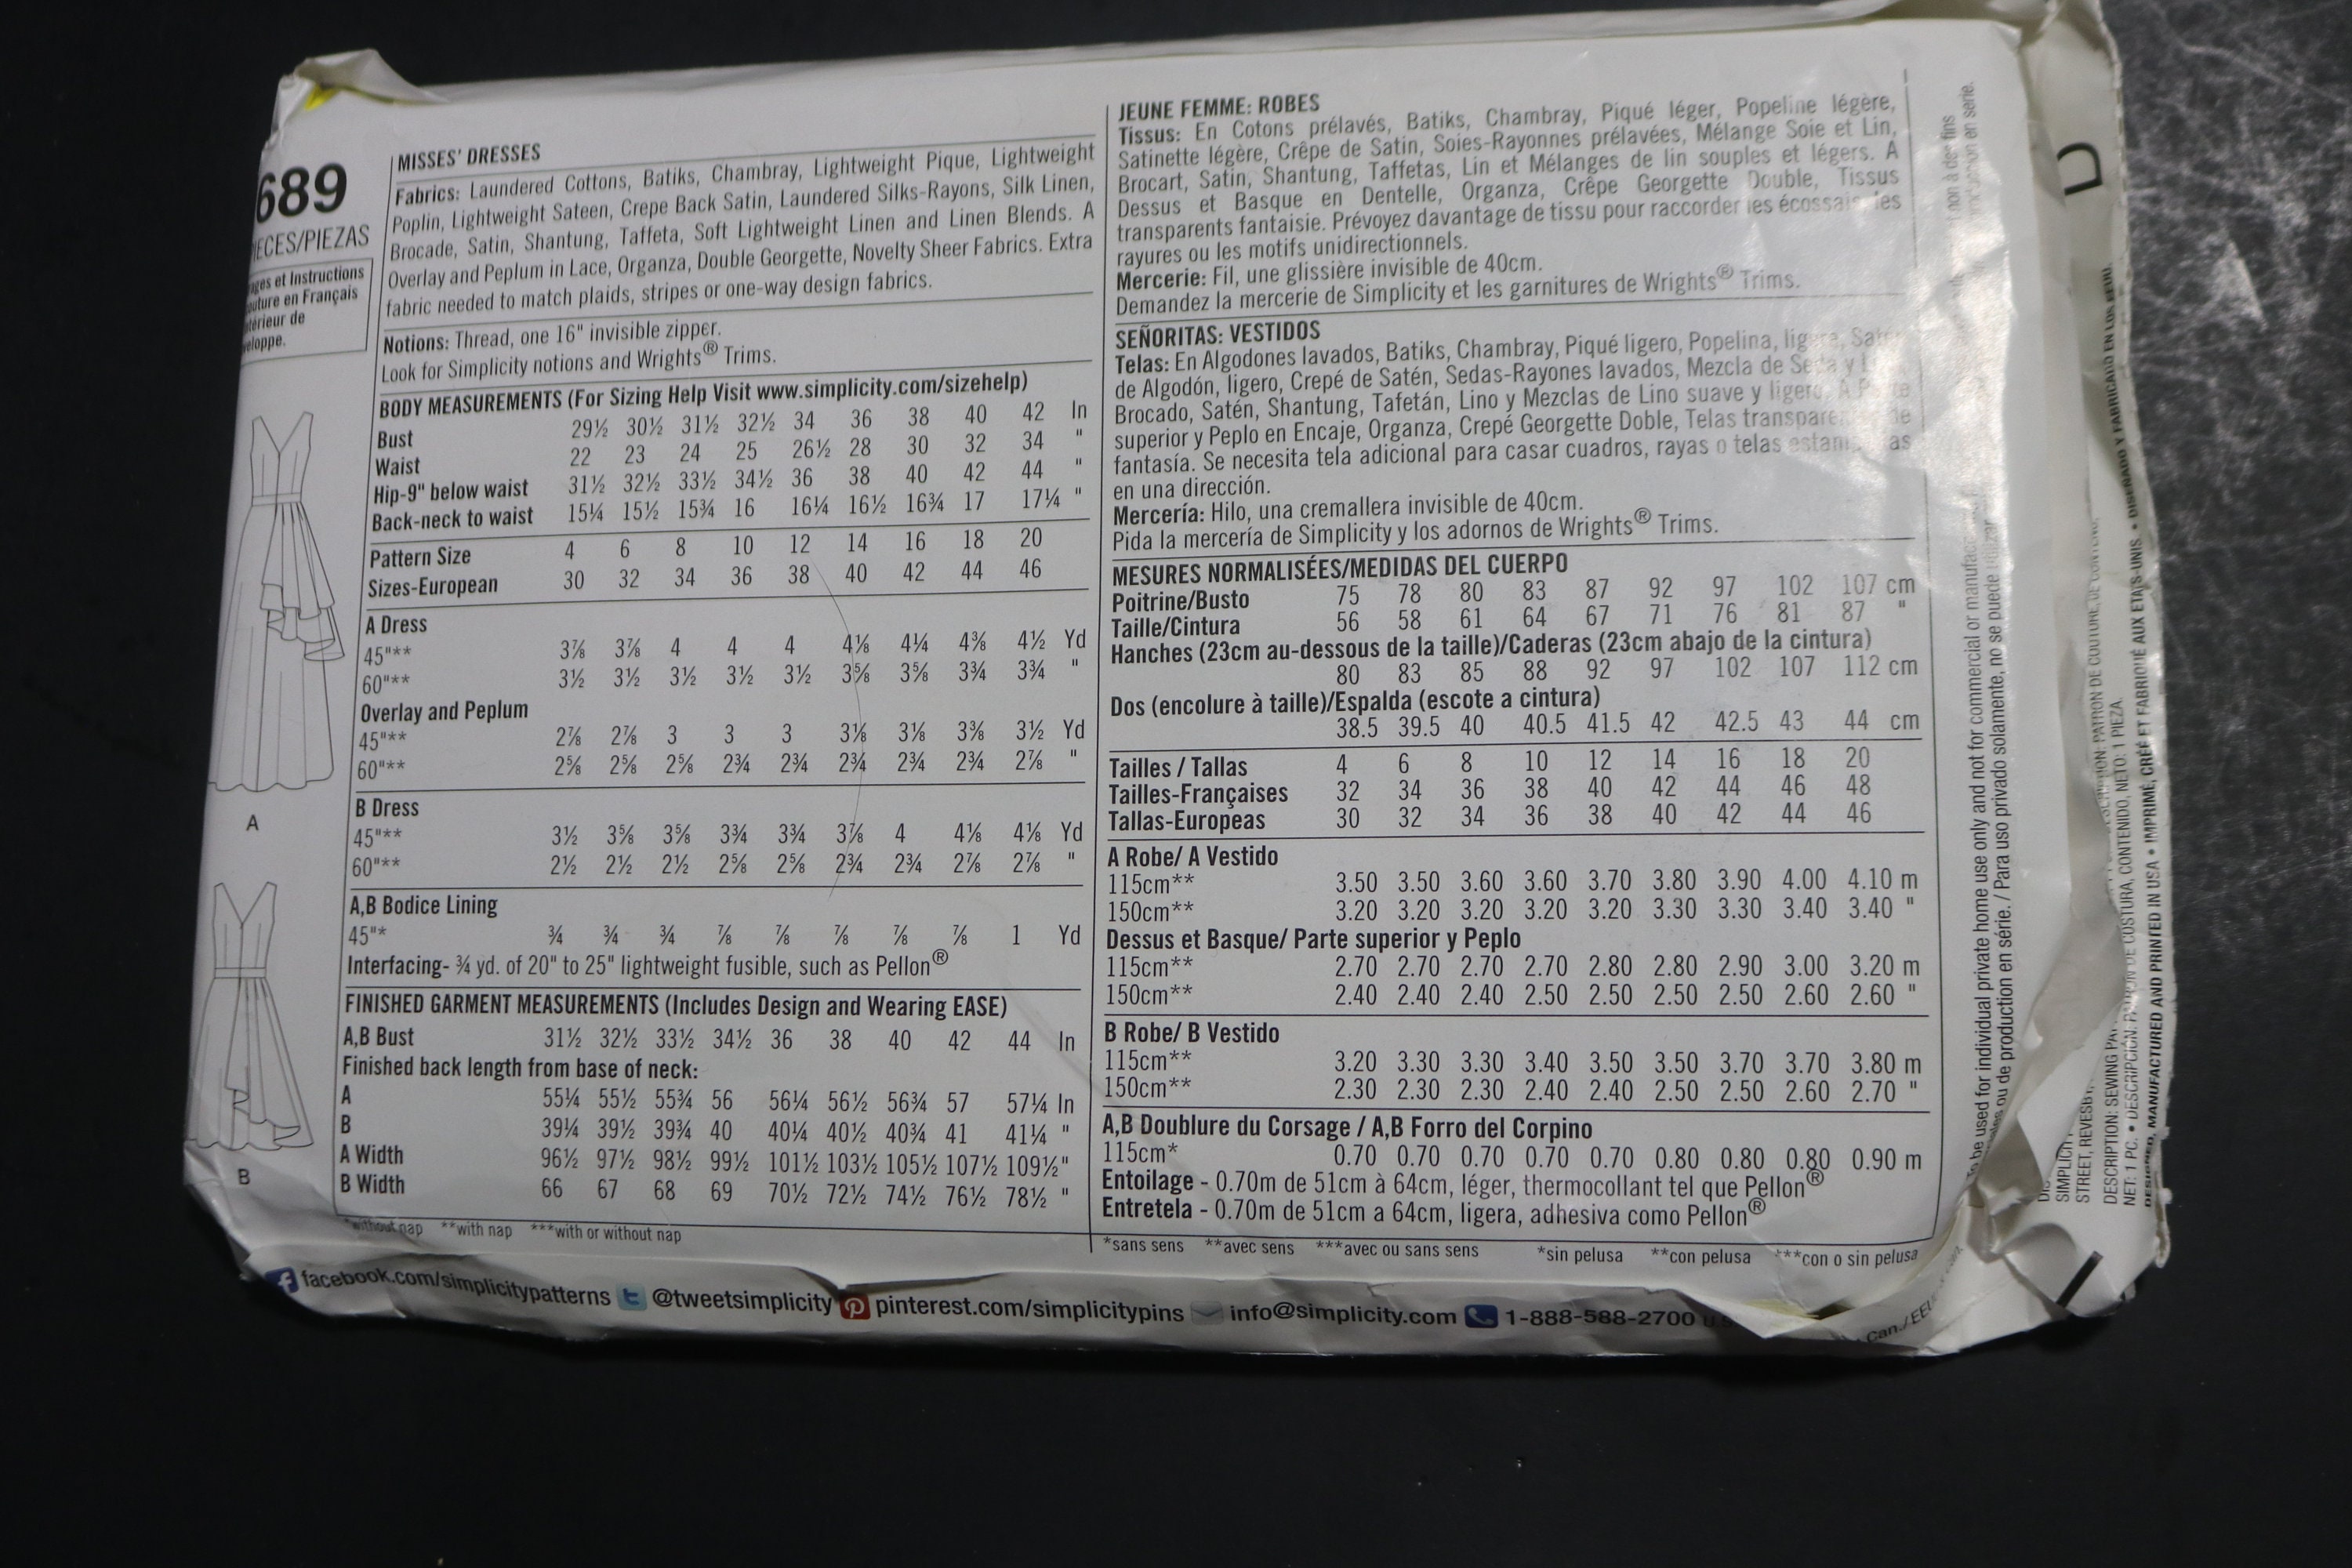 689
MISSES' DRESSES
Fabrics: Laundered Cottons, Batiks, Chambray, Lightweight Pique, Lightweight
Poplin, Lightweight Sateen, Crepe Back Satin, Laundered Silks-Rayons, Silk Linen,
Brocade, Satin, Shantung, Taffeta, Soft Lightweight Linen and Linen Blends. A
Overlay and Peplum in Lace, Organza, Double Georgette, Novelty Sheer Fabrics. Extra
fabric needed to match plaids, stripes or one-way design fabrics.
Notions: Thread, one 16" invisible zipper.
Look for Simplicity notions and Wrights® Trims.
BODY MEASUREMENTS (For Sizing Help Visit www.simplicity.com/sizehelp)
Bust 29½ 30½ 31½ 32½ 34 36 38 40 42 In
Waist 22 23 24 25 26½ 28 30 32 34 "
Hip-9" below waist 31½ 32½ 33½ 34½ 36 38 40 42 44 "
Back-neck to waist 15¼ 15½ 15¾ 16 16¼ 16½ 16¾ 17 17¼ "
Pattern Size 4 6 8 10 12 14 16 18 20
Sizes-European 30 32 34 36 38 40 42 44 46
A Dress
45"** 3⅞ 3⅞ 4 4 4 4⅛ 4¼ 4⅜ 4½ Yd
60"** 3½ 3½ 3½ 3½ 3½ 3⅝ 3⅝ 3¾ 3¾ "
Overlay and Peplum
45"** 2⅞ 2⅞ 3 3 3 3⅛ 3⅛ 3⅜ 3½ Yd
60"** 2⅝ 2⅝ 2⅝ 2¾ 2¾ 2¾ 2¾ 2¾ 2⅞ "
B Dress
45"** 3½ 3⅝ 3⅝ 3¾ 3¾ 3⅞ 4 4⅛ 4⅛ Yd
60"** 2½ 2½ 2½ 2⅝ 2⅝ 2¾ 2¾ 2⅞ 2⅞ "
A,B Bodice Lining
45"* ¾ ¾ ¾ ⅞ ⅞ ⅞ ⅞ ⅞ 1 Yd
Interfacing- ¾ yd. of 20" to 25" lightweight fusible, such as Pellon®
FINISHED GARMENT MEASUREMENTS (Includes Design and Wearing EASE)
A,B Bust 31½ 32½ 33½ 34½ 36 38 40 42 44 In
Finished back length from base of neck:
A 55¼ 55½ 55¾ 56 56¼ 56½ 56¾ 57 57¼ In
B 39¼ 39½ 39¾ 40 40¼ 40½ 40¾ 41 41¼ "
A Width 96½ 97½ 98½ 99½ 101½ 103½ 105½ 107½ 109½"
B Width 66 67 68 69 70½ 72½ 74½ 76½ 78½ "
*without nap **with nap ***with or without nap
PIECES/PIEZAS
et Instructions
en Français
de
A
B
JEUNE FEMME: ROBES
Tissus: En Cotons prélavés, Batiks, Chambray, Piqué léger, Popeline légère,
Satinette légère, Crêpe de Satin, Soies-Rayonnes prélavées, Mélange Soie et Lin,
Brocart, Satin, Shantung, Taffetas, Lin et Mélanges de lin souples et légers. A
Dessus et Basque en Dentelle, Organza, Crêpe Georgette Double, Tissus
transparents fantaisie. Prévoyez davantage de tissu pour raccorder les écossais, les
rayures ou les motifs unidirectionnels.
Mercerie: Fil, une glissière invisible de 40cm.
Demandez la mercerie de Simplicity et les garnitures de Wrights® Trims.
SEÑORITAS: VESTIDOS
Telas: En Algodones lavados, Batiks, Chambray, Piqué ligero, Popelina, ligera,
de Algodón, ligero, Crepé de Satén, Sedas-Rayones lavados, Mezcla de Seda y
Brocado, Satén, Shantung, Tafetán, Lino y Mezclas de Lino suave y ligero. A
superior y Peplo en Encaje, Organza, Crepé Georgette Doble, Telas
fantasía. Se necesita tela adicional para casar cuadros, rayas o telas
en una dirección.
Mercería: Hilo, una cremallera invisible de 40cm.
Pida la mercería de Simplicity y los adornos de Wrights® Trims.
MESURES NORMALISÉES/MEDIDAS DEL CUERPO
Poitrine/Busto 75 78 80 83 87 92 97 102 107 cm
Taille/Cintura 56 58 61 64 67 71 76 81 87 "
Hanches (23cm au-dessous de la taille)/Caderas (23cm abajo de la cintura)
80 83 85 88 92 97 102 107 112 cm
Dos (encolure à taille)/Espalda (escote a cintura)
38.5 39.5 40 40.5 41.5 42 42.5 43 44 cm
Tailles / Tallas 4 6 8 10 12 14 16 18 20
Tailles-Françaises 32 34 36 38 40 42 44 46 48
Tallas-Europeas 30 32 34 36 38 40 42 44 46
A Robe/ A Vestido
115cm** 3.50 3.50 3.60 3.60 3.70 3.80 3.90 4.00 4.10 m
150cm** 3.20 3.20 3.20 3.20 3.20 3.30 3.30 3.40 3.40 "
Dessus et Basque/ Parte superior y Peplo
115cm** 2.70 2.70 2.70 2.70 2.80 2.80 2.90 3.00 3.20 m
150cm** 2.40 2.40 2.40 2.50 2.50 2.50 2.50 2.60 2.60 "
B Robe/ B Vestido
115cm** 3.20 3.30 3.30 3.40 3.50 3.50 3.70 3.70 3.80 m
150cm** 2.30 2.30 2.30 2.40 2.40 2.50 2.50 2.60 2.70 "
A,B Doublure du Corsage / A,B Forro del Corpino
115cm* 0.70 0.70 0.70 0.70 0.70 0.80 0.80 0.80 0.90 m
Entoilage - 0.70m de 51cm à 64cm, léger, thermocollant tel que Pellon®
Entretela - 0.70m de 51cm a 64cm, ligera, adhesiva como Pellon®
*sans sens **avec sens ***avec ou sans sens *sin pelusa **con pelusa ***con o sin pelusa
facebook.com/simplicitypatterns @tweetsimplicity pinterest.com/simplicitypins info@simplicity.com 1-888-588-2700
Can./EEU
To be used for individual private home use only and not for commercial or
ou de production en série. / Para uso privado solamente, no se puede utilizar
non à des fins
en serie.
D
STREET,
DESCRIPTION: SEWING
NET: 1 PC. • DESCRIPCIÓN: DE COSTURA, CONTENIDO, NETO: 1 PIEZA.
DESIGNED, MANUFACTURED AND PRINTED IN USA • IMPRIMÉ, CRÉÉ ET FABRIQUÉ AUX ETATS-UNIS • DISEÑADO Y FABRICADO EN LOS